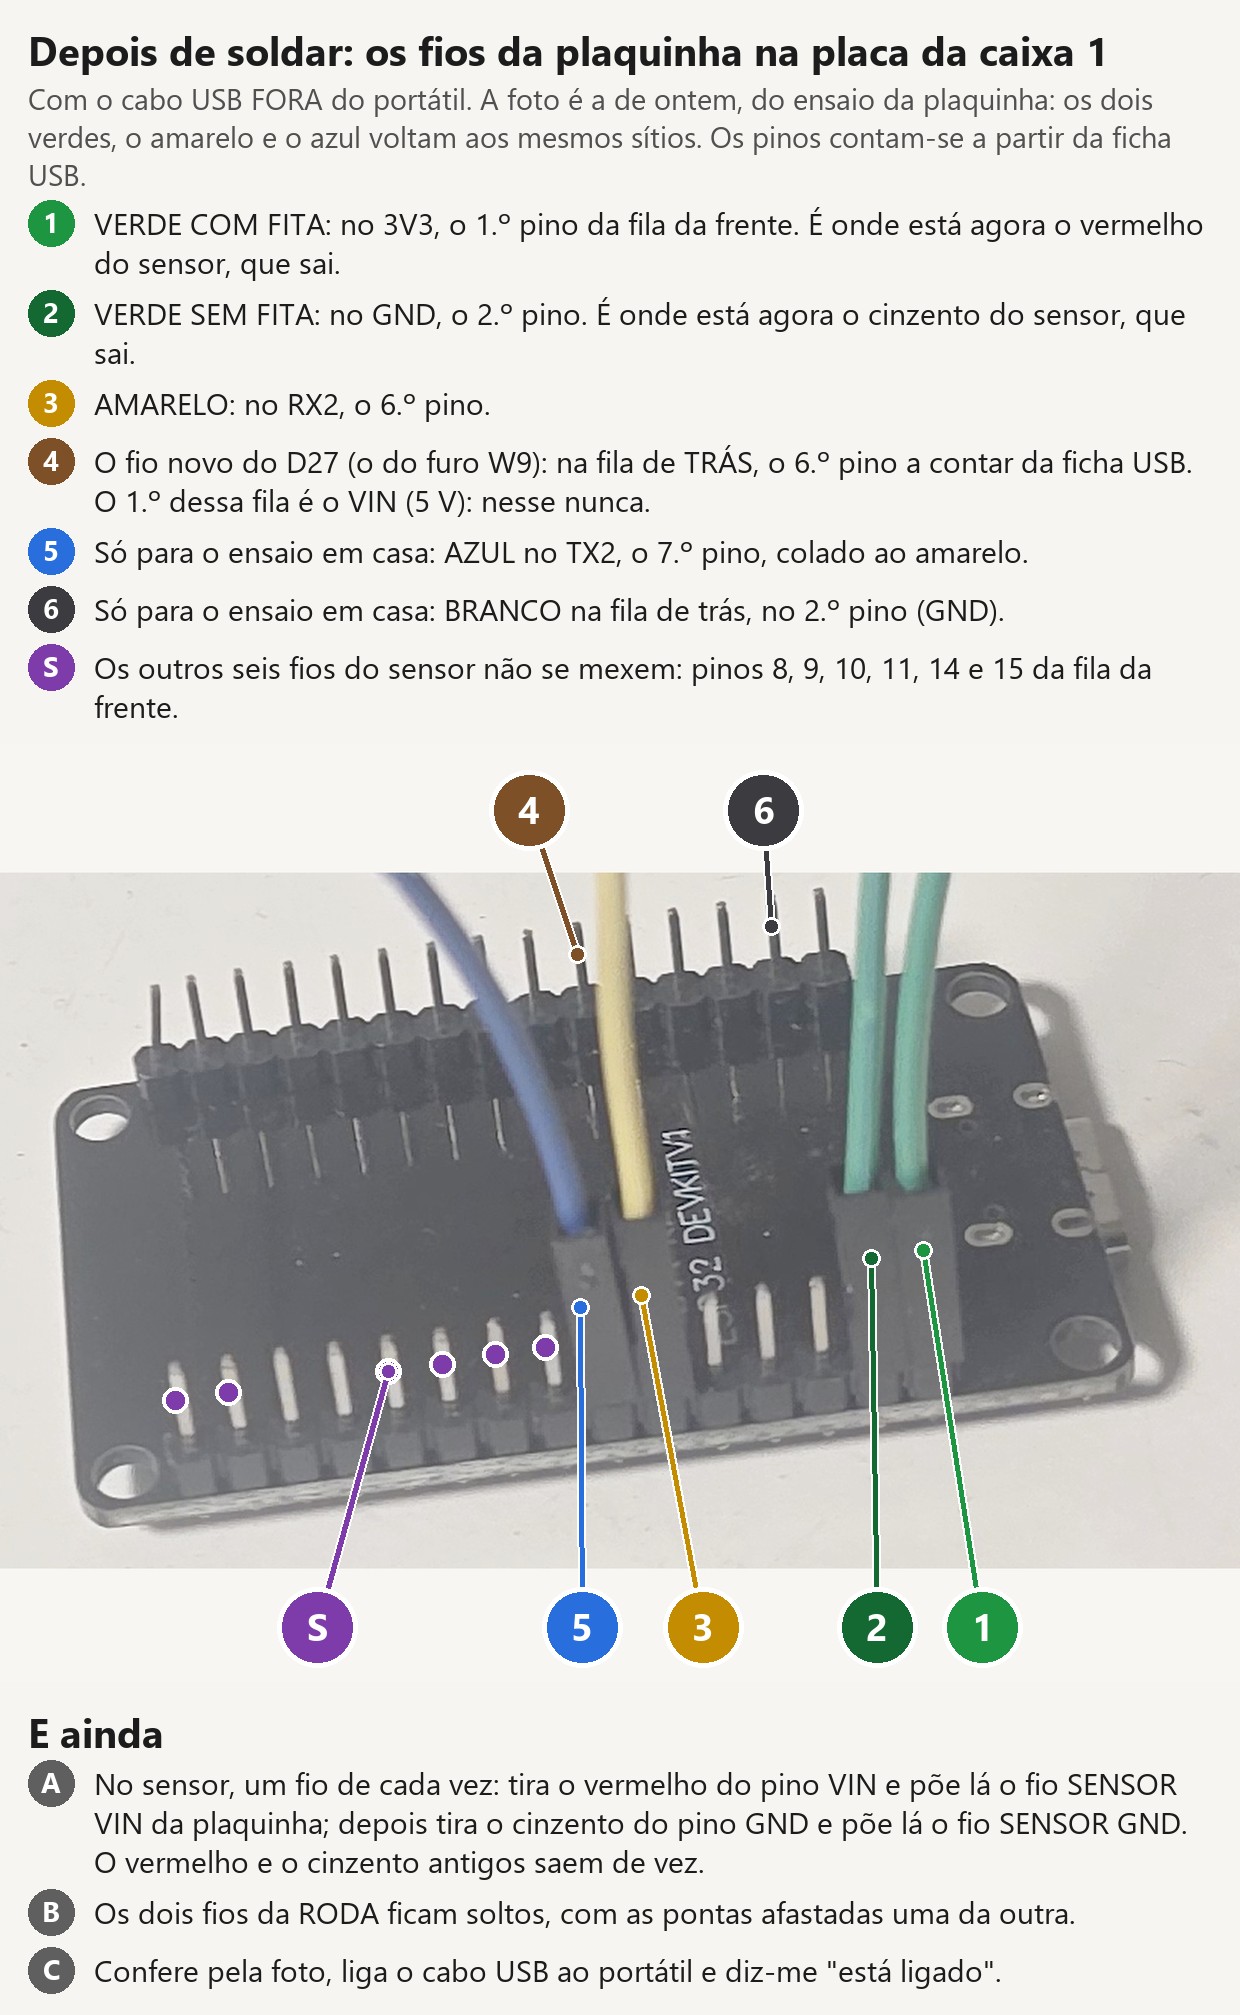 Depois de soldar: os fios da plaquinha na placa da caixa 1
Com o cabo USB FORA do portátil. A foto é a de ontem, do ensaio da plaquinha: os dois
verdes, o amarelo e o azul voltam aos mesmos sítios. Os pinos contam-se a partir da ficha
USB.
1 VERDE COM FITA: no 3V3, o 1.º pino da fila da frente. É onde está agora o vermelho
do sensor, que sai.
2 VERDE SEM FITA: no GND, o 2.º pino. É onde está agora o cinzento do sensor, que
sai.
3 AMARELO: no RX2, o 6.º pino.
4 O fio novo do D27 (o do furo W9): na fila de TRÁS, o 6.º pino a contar da ficha USB.
O 1.º dessa fila é o VIN (5 V): nesse nunca.
5 Só para o ensaio em casa: AZUL no TX2, o 7.º pino, colado ao amarelo.
6 Só para o ensaio em casa: BRANCO na fila de trás, no 2.º pino (GND).
S Os outros seis fios do sensor não se mexem: pinos 8, 9, 10, 11, 14 e 15 da fila da
frente.
4 6
32 DEVKITV1
S 5 3 2 1
E ainda
A No sensor, um fio de cada vez: tira o vermelho do pino VIN e põe lá o fio SENSOR
VIN da plaquinha; depois tira o cinzento do pino GND e põe lá o fio SENSOR GND.
O vermelho e o cinzento antigos saem de vez.
B Os dois fios da RODA ficam soltos, com as pontas afastadas uma da outra.
C Confere pela foto, liga o cabo USB ao portátil e diz-me "está ligado".